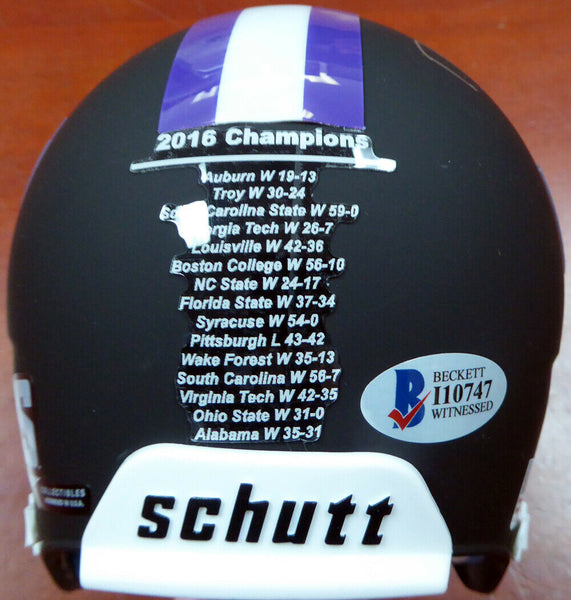 2016 Champions
Auburn W 19-13
Troy W 30-24
Carolina State W 59-0
Tech W 26-7
Louisville W 42-36
Boston College W 56-10
NC State W 24-17
Florida State W 37-34
Syracuse W 54-0
Pittsburgh L 43-42
Wake Forest W 35-13
South Carolina W 56-7
Virginia Tech W 42-35
Ohio State W 31-0
Alabama W 35-31
B
BECKETT
I10747
WITNESSED
COLLECTIBLES
schutt